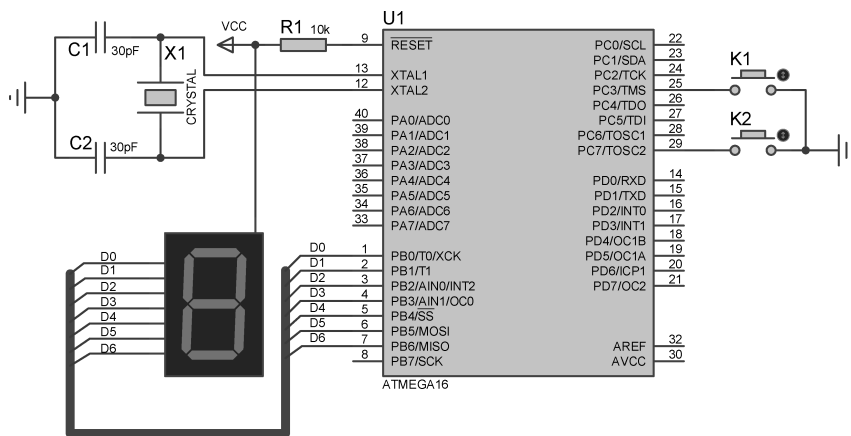 U1
VCC
R1 10k
C1
30pF
X1
CRYSTAL
C2
30pF
9 RESET
13 XTAL1
12 XTAL2
40 PA0/ADC0
39 PA1/ADC1
38 PA2/ADC2
37 PA3/ADC3
36 PA4/ADC4
35 PA5/ADC5
34 PA6/ADC6
33 PA7/ADC7
D0 1 PB0/T0/XCK
D1 2 PB1/T1
D2 3 PB2/AIN0/INT2
D3 4 PB3/AIN1/OC0
D4 5 PB4/SS
D5 6 PB5/MOSI
D6 7 PB6/MISO
8 PB7/SCK
PC0/SCL 22
PC1/SDA 23
PC2/TCK 24
PC3/TMS 25
PC4/TDO 26
PC5/TDI 27
PC6/TOSC1 28
PC7/TOSC2 29
PD0/RXD 14
PD1/TXD 15
PD2/INT0 16
PD3/INT1 17
PD4/OC1B 18
PD5/OC1A 19
PD6/ICP1 20
PD7/OC2 21
AREF 32
AVCC 30
K1
K2
D0
D1
D2
D3
D4
D5
D6
ATMEGA16